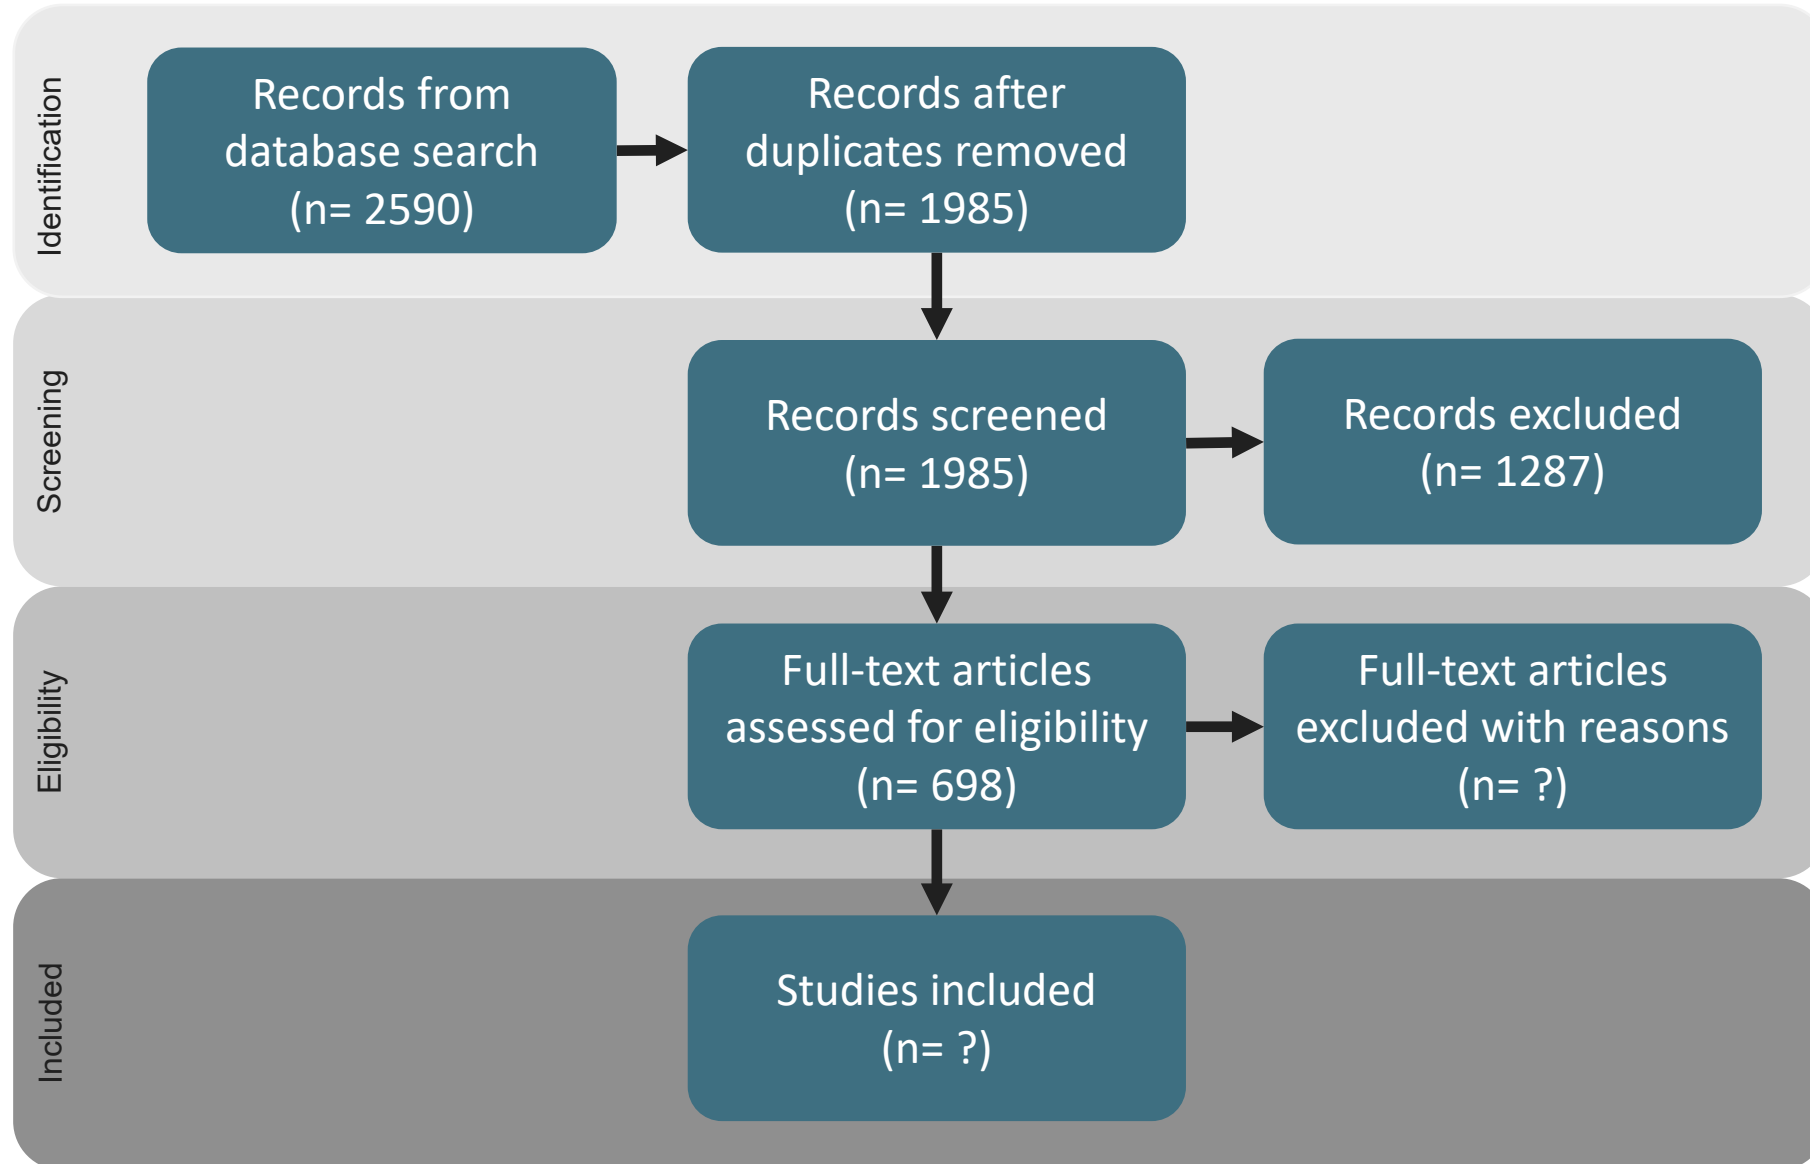 Identification
Records from
database search
(n= 2590)
Records after
duplicates removed
(n= 1985)
Screening
Records screened
(n= 1985)
Records excluded
(n= 1287)
Eligibility
Full-text articles
assessed for eligibility
(n= 698)
Full-text articles
excluded with reasons
(n= ?)
Included
Studies included
(n= ?)